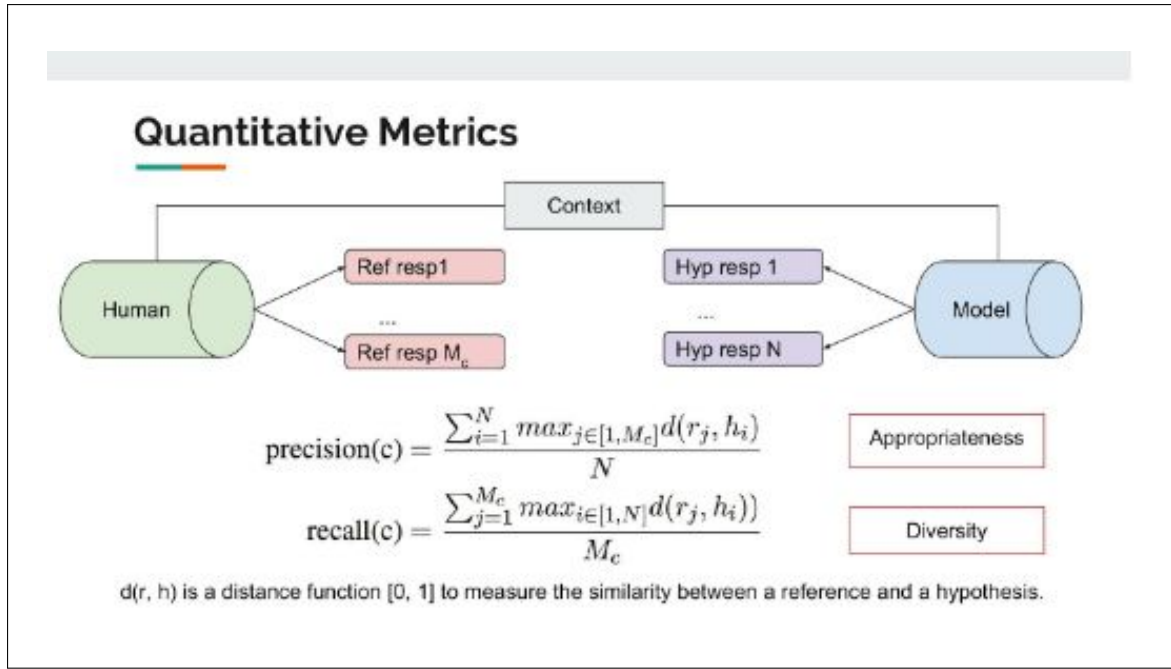 Quantitative Metrics
Context
Human
Ref resp1
...
Ref resp M_c
Hyp resp 1
...
Hyp resp N
Model
precision(c) = \frac{\sum_{i=1}^{N} max_{j∈[1,M_c]} d(r_j, h_i)}{N}
Appropriateness
recall(c) = \frac{\sum_{j=1}^{M_c} max_{i∈[1,N]} d(r_j, h_i))}{M_c}
Diversity
d(r, h) is a distance function [0, 1] to measure the similarity between a reference and a hypothesis.